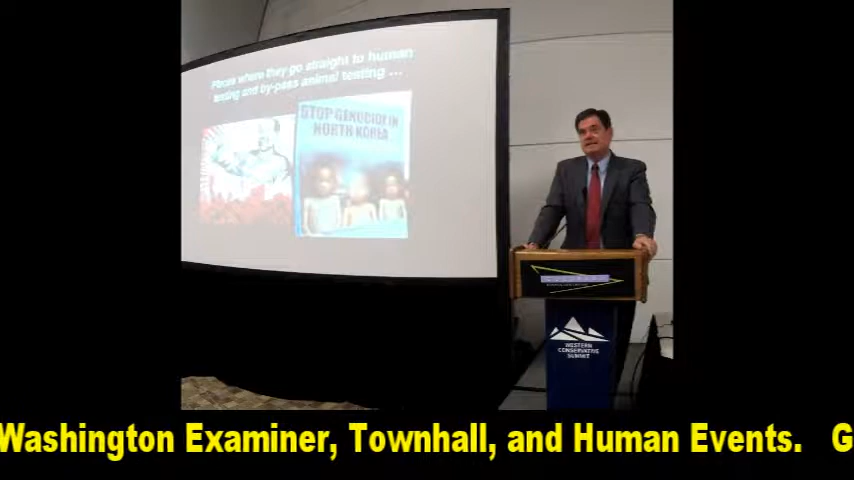 Places where they go straight to human
testing and by-pass animal testing ...
STOP GENOCIDE IN
NORTH KOREA
WESTERN
CONSERVATIVE
SUMMIT
Washington Examiner, Townhall, and Human Events. G